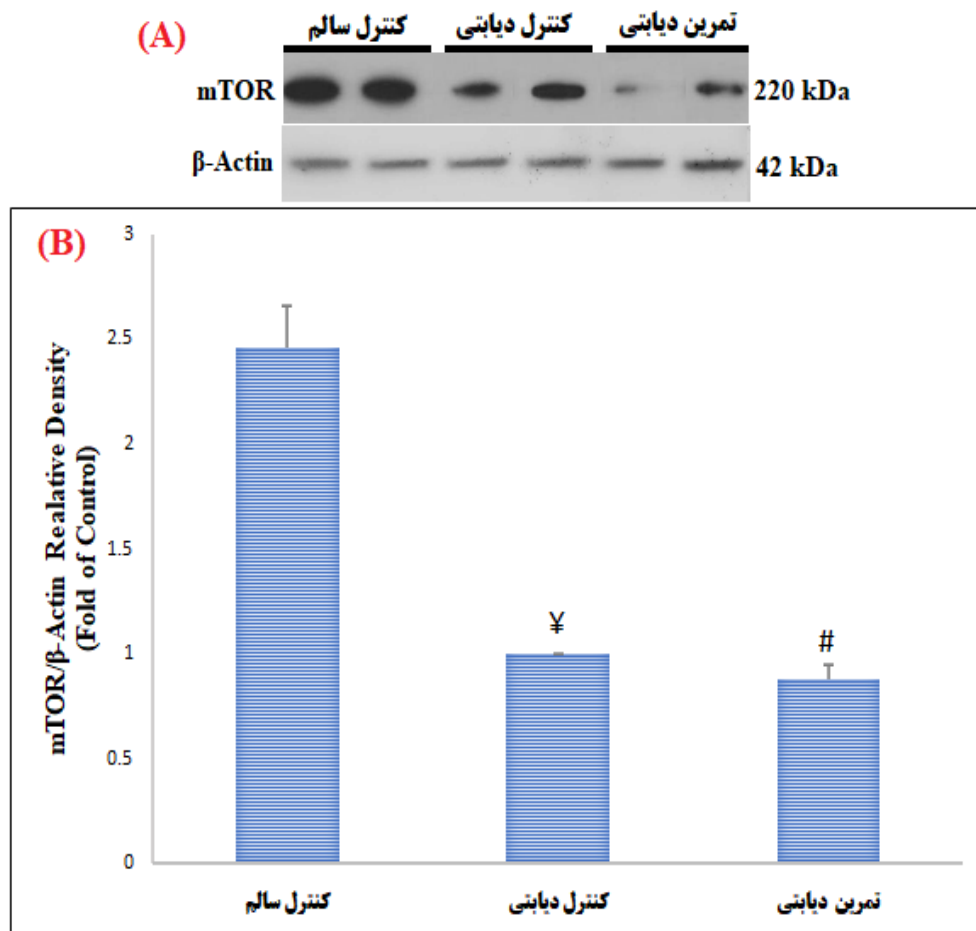 (A)
کنترل سالم
کنترل دیابتی
تمرین دیابتی
mTOR
220 kDa
β-Actin
42 kDa
(B)
mTOR/β-Actin Realative Density
(Fold of Control)
3
2.5
2
1.5
1
0.5
0
¥
#
کنترل سالم
کنترل دیابتی
تمرین دیابتی